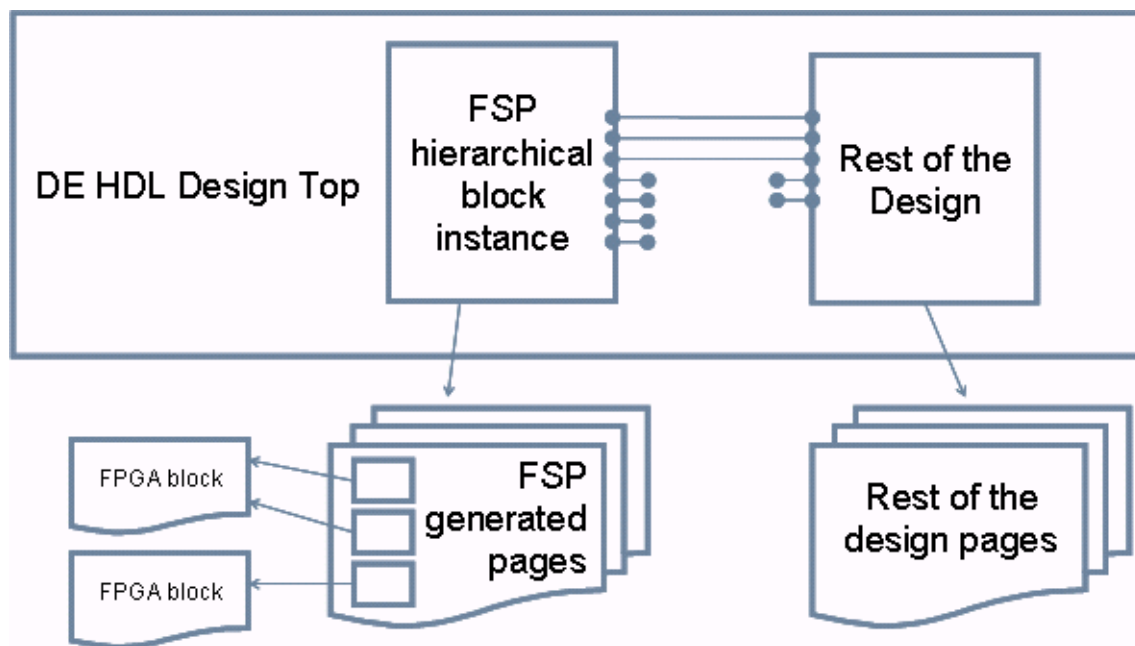 DE HDL Design Top
FSP
hierarchical
block
instance
Rest of the
Design
FPGA block
FPGA block
FSP
generated
pages
Rest of the
design pages